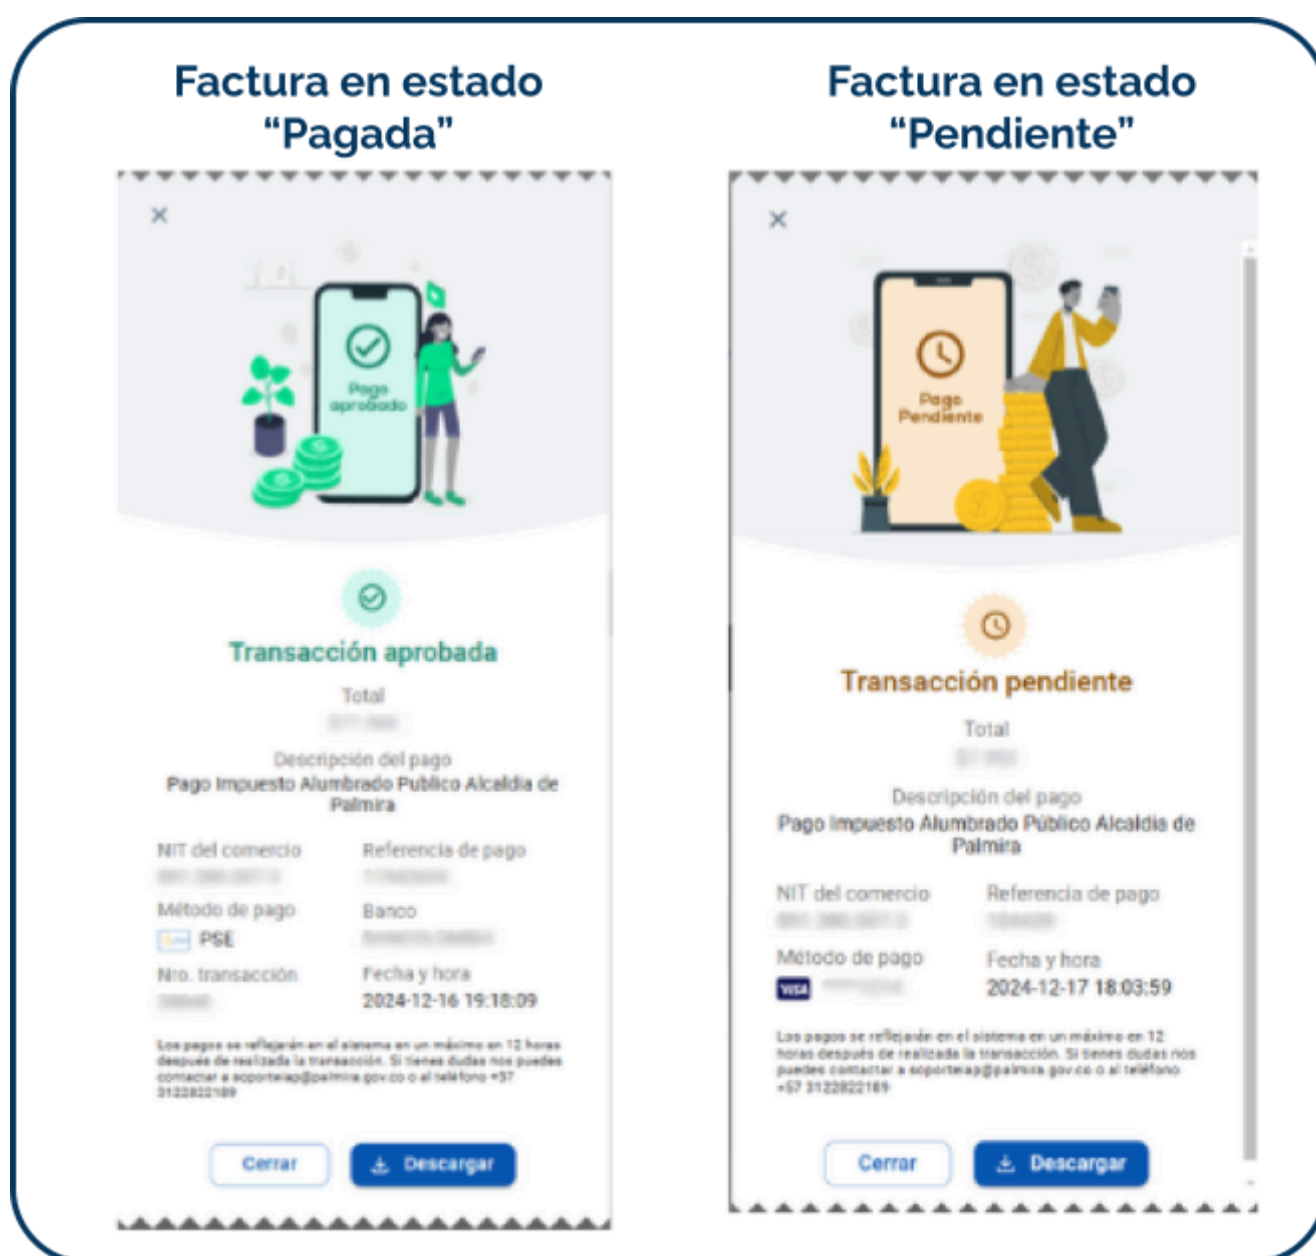 Factura en estado
“Pagada”
Pago
aprobado
Transacción aprobada
Total
Descripción del pago
Pago Impuesto Alumbrado Publico Alcaldia de
Palmira
NIT del comercio
Referencia de pago
Método de pago
Banco
PSE
Nro. transacción
Fecha y hora
2024-12-16 19:18:09
Los pagos se reflejarán en el sistema en un máximo en 12 horas
después de realizada la transacción. Si tienes dudas nos puedes
contactar a soporteiap@palmira.gov.co o al teléfono +57
3122822189
Cerrar
Descargar
Factura en estado
“Pendiente”
Pago
Pendiente
Transacción pendiente
Total
Descripción del pago
Pago Impuesto Alumbrado Público Alcaldia de
Palmira
NIT del comercio
Referencia de pago
Método de pago
Fecha y hora
VISA
2024-12-17 18:03:59
Los pagos se reflejarán en el sistema en un máximo en 12
horas después de realizada la transacción. Si tienes dudas nos
puedes contactar a soporteiap@palmira.gov.co o al teléfono
+57 3122822189
Cerrar
Descargar